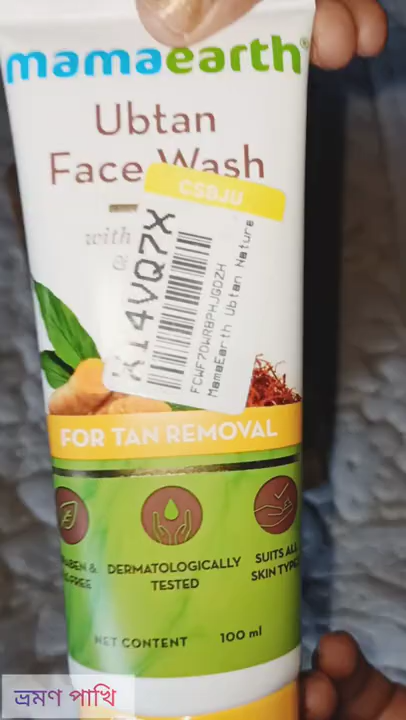 mamaearth
Ubtan
Face Wash
CSBJU
with
&
X14VQ7X
FCWF7DWRBPHJGDZH
MamaEarth Ubtan Nature
FOR TAN REMOVAL
DERMATOLOGICALLY
TESTED
SUITS ALL
SKIN TYPES
NET CONTENT 100 ml
ভ্রমণ পাখি